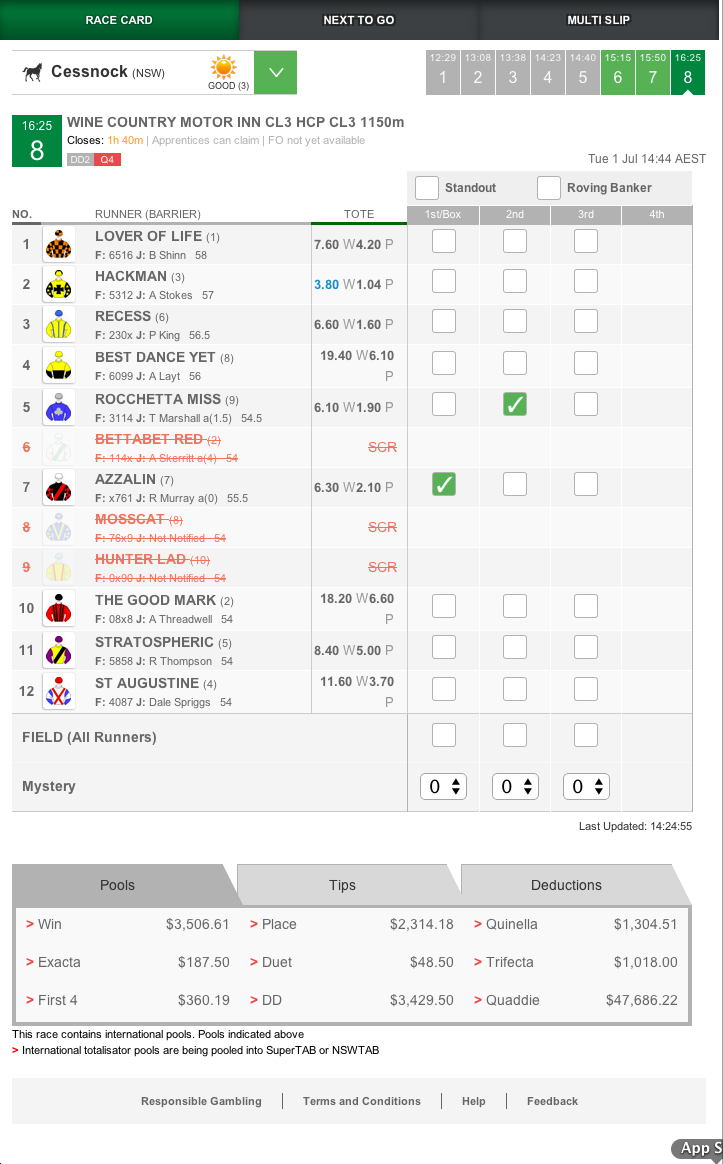 RACE CARD NEXT TO GO MULTI SLIP
Cessnock (NSW) GOOD (3)
12:29 13:08 13:38 14:23 14:40 15:15 15:50 16:25
1 2 3 4 5 6 7 8
16:25 WINE COUNTRY MOTOR INN CL3 HCP CL3 1150m
8 Closes: 1h 40m | Apprentices can claim | FO not yet available
DD2 Q4
Tue 1 Jul 14:44 AEST
Standout Roving Banker
NO. RUNNER (BARRIER) TOTE 1st/Box 2nd 3rd 4th
1 LOVER OF LIFE (1) 7.60 W4.20 P
F: 6516 J: B Shinn 58
2 HACKMAN (3) 3.80 W1.04 P
F: 5312 J: A Stokes 57
3 RECESS (6) 6.60 W1.60 P
F: 230x J: P King 56.5
4 BEST DANCE YET (8) 19.40 W6.10 P
F: 6099 J: A Layt 56
5 ROCCHETTA MISS (9) 6.10 W1.90 P
F: 3114 J: T Marshall a(1.5) 54.5
6 BETTABET RED (2) SCR
F: 114x J: A Skerritt a(4) 54
7 AZZALIN (7) 6.30 W2.10 P
F: x761 J: R Murray a(0) 55.5
8 MOSSCAT (8) SCR
F: 76x9 J: Not Notified 54
9 HUNTER LAD (10) SCR
F: 0x00 J: Not Notified 54
10 THE GOOD MARK (2) 18.20 W6.60 P
F: 08x8 J: A Threadwell 54
11 STRATOSPHERIC (5) 8.40 W5.00 P
F: 5858 J: R Thompson 54
12 ST AUGUSTINE (4) 11.60 W3.70 P
F: 4087 J: Dale Spriggs 54
FIELD (All Runners)
Mystery 0 0 0
Last Updated: 14:24:55
Pools Tips Deductions
> Win $3,506.61 > Place $2,314.18 > Quinella $1,304.51
> Exacta $187.50 > Duet $48.50 > Trifecta $1,018.00
> First 4 $360.19 > DD $3,429.50 > Quaddie $47,686.22
This race contains international pools. Pools indicated above
> International totalisator pools are being pooled into SuperTAB or NSWTAB
Responsible Gambling | Terms and Conditions | Help | Feedback
App S